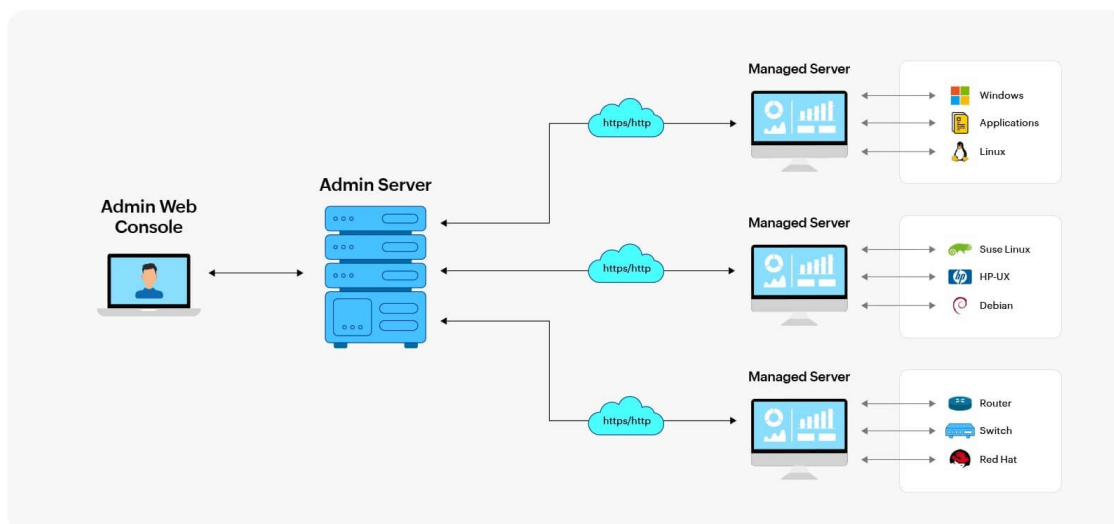 Admin Web
Console
Admin Server
https/http
https/http
https/http
Managed Server
Windows
Applications
Linux
Managed Server
Suse Linux
hp
HP-UX
Debian
Managed Server
Router
Switch
Red Hat